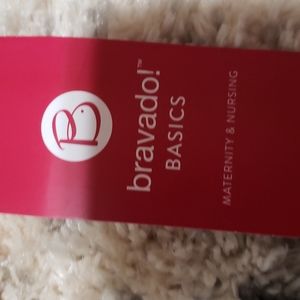 B
bravado!™
BASICS
MATERNITY & NURSING